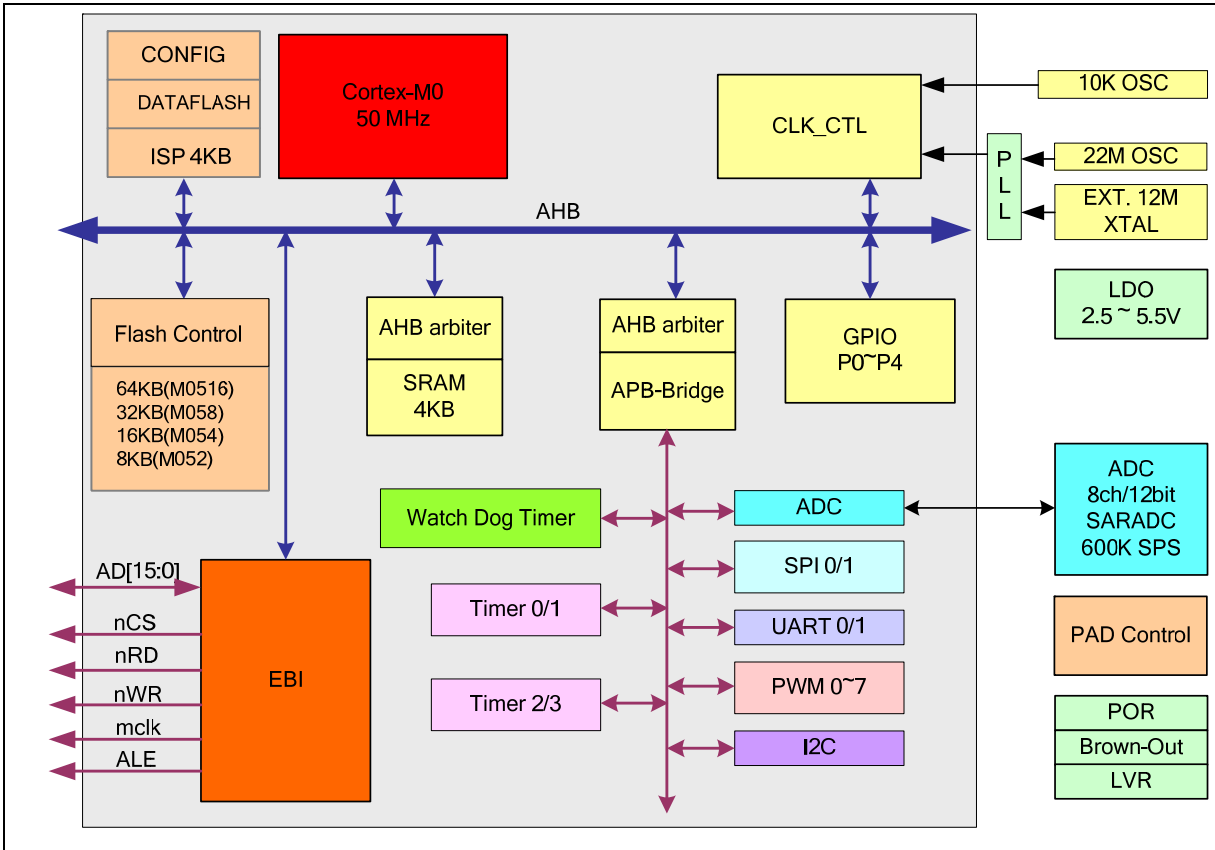 CONFIG
DATAFLASH
ISP 4KB
Cortex-M0
50 MHz
CLK_CTL
10K OSC
PLL
22M OSC
EXT. 12M
XTAL
AHB
LDO
2.5 ~ 5.5V
Flash Control
64KB(M0516)
32KB(M058)
16KB(M054)
8KB(M052)
AHB arbiter
SRAM
4KB
AHB arbiter
APB-Bridge
GPIO
P0~P4
Watch Dog Timer
Timer 0/1
Timer 2/3
ADC
SPI 0/1
UART 0/1
PWM 0~7
I2C
ADC
8ch/12bit
SARADC
600K SPS
PAD Control
POR
Brown-Out
LVR
AD[15:0]
nCS
nRD
nWR
mclk
ALE
EBI